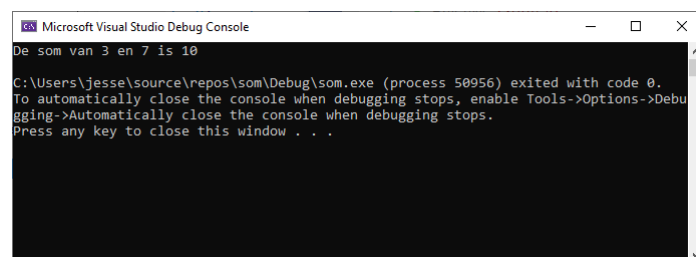 Microsoft Visual Studio Debug Console
De som van 3 en 7 is 10
C:\Users\jesse\source\repos\som\Debug\som.exe (process 50956) exited with code 0.
To automatically close the console when debugging stops, enable Tools->Options->Debu
gging->Automatically close the console when debugging stops.
Press any key to close this window . . .